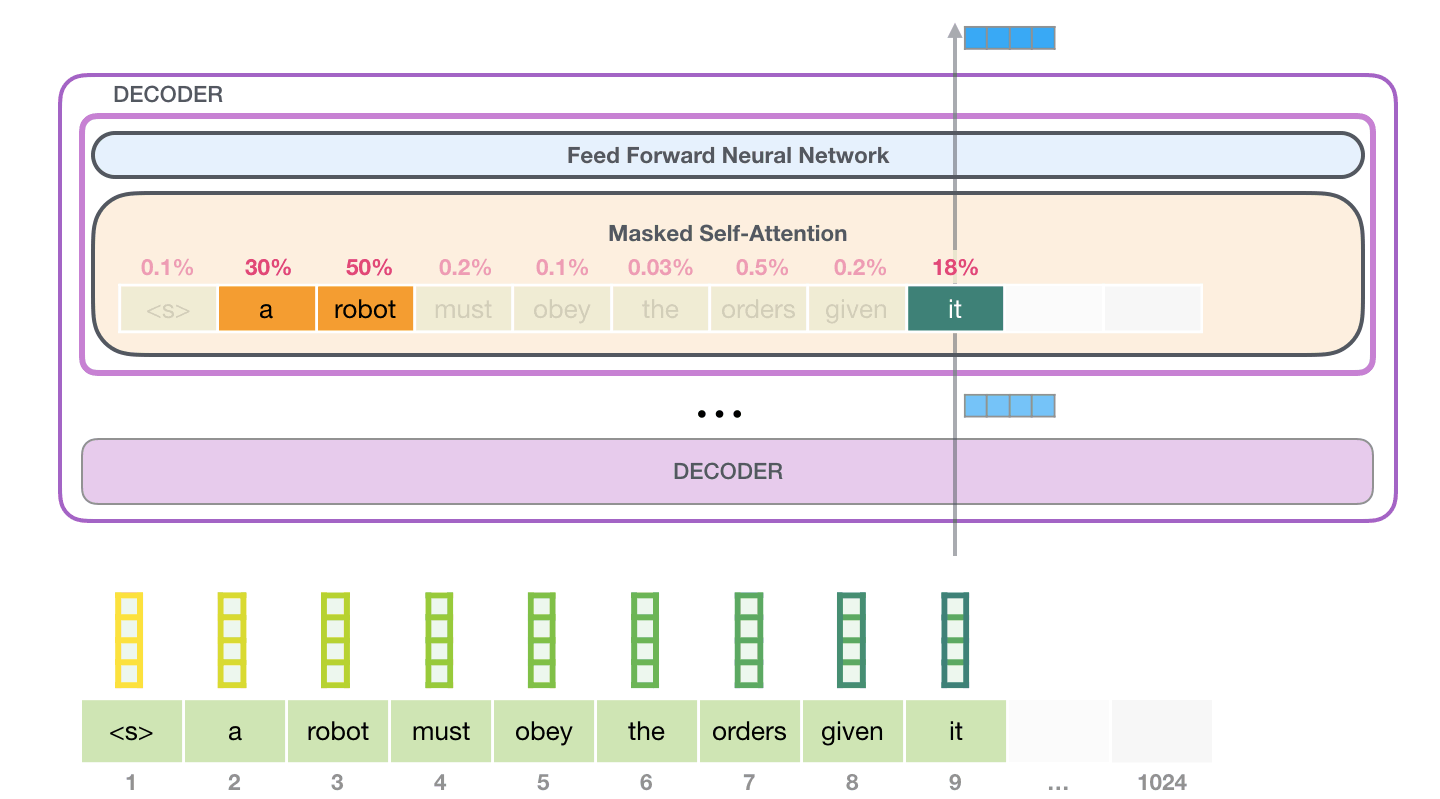 DECODER
Feed Forward Neural Network
Masked Self-Attention
0.1% 30% 50% 0.2% 0.1% 0.03% 0.5% 0.2% 18%
<s> a robot must obey the orders given it
...
DECODER
<s> a robot must obey the orders given it
1 2 3 4 5 6 7 8 9 ... 1024